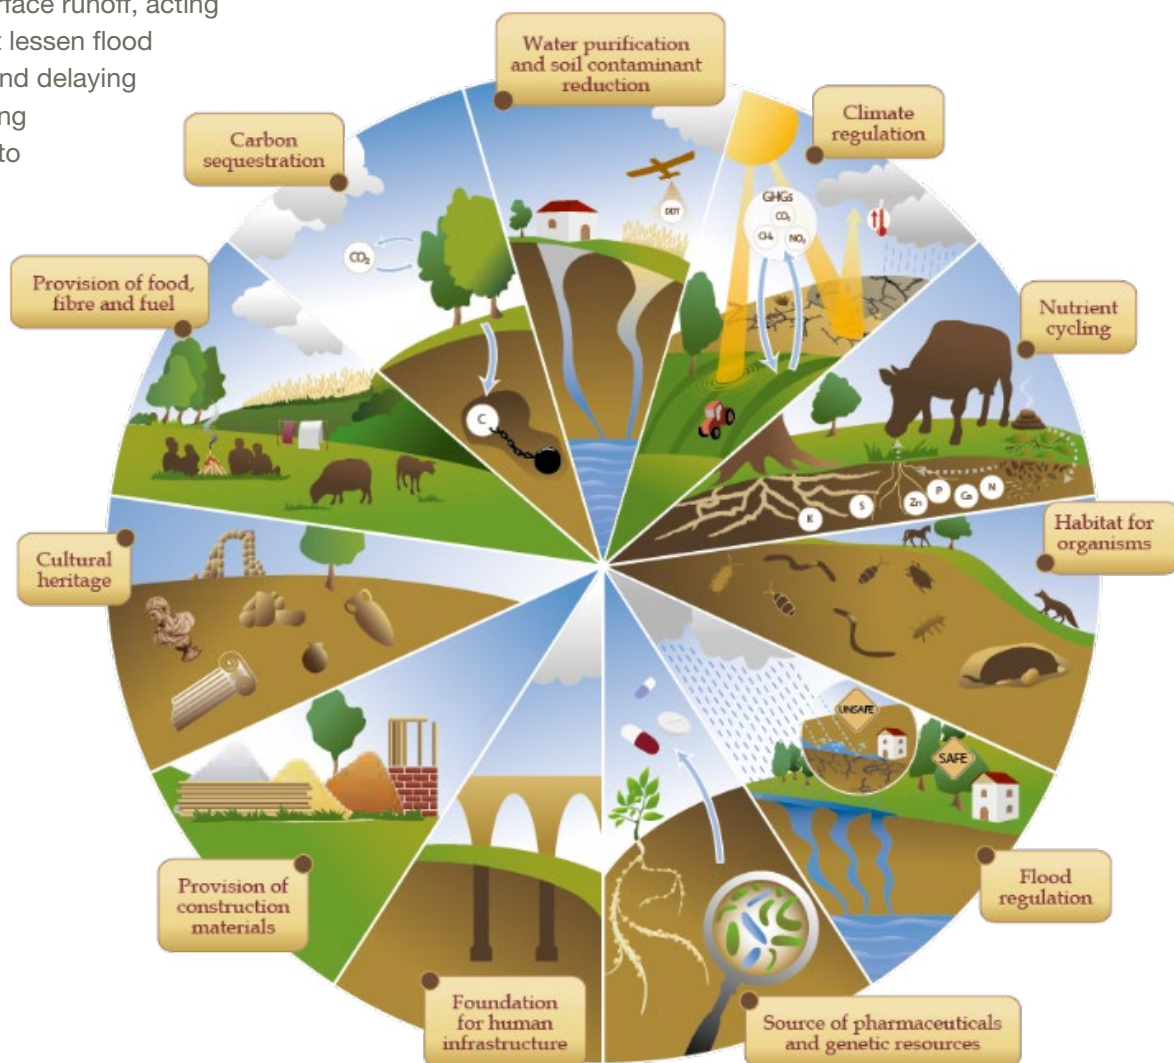 rface runoff, acting
t lessen flood
nd delaying
ng
to
Water purification
and soil contaminant
reduction
Carbon
sequestration
Climate
regulation
Provision of food,
fibre and fuel
Nutrient
cycling
Cultural
heritage
Habitat for
organisms
Provision of
construction
materials
Flood
regulation
Foundation
for human
infrastructure
Source of pharmaceuticals
and genetic resources
CO₂
C
DDT
GHGs
CO₂
CH₄
NO₂
K
S
Zn
P
Ca
N
UNSAFE
SAFE